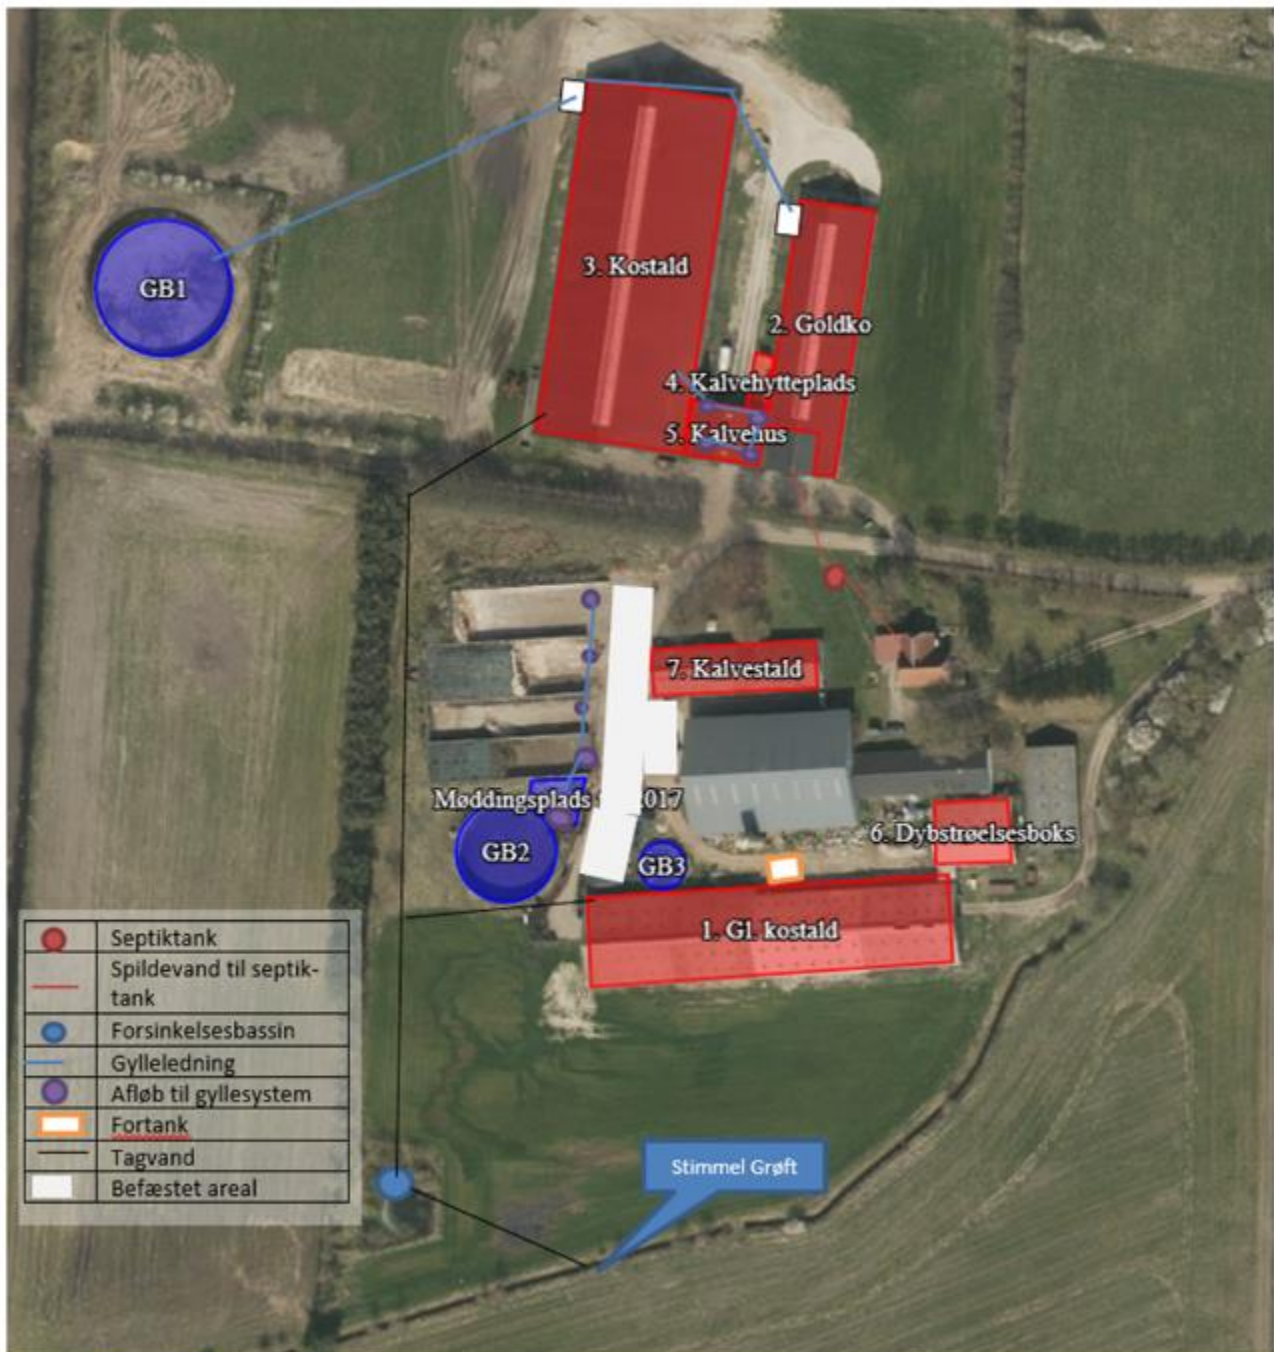 GB1
3. Kostald
2. Goldko
4. Kalvehytteplads
5. Kalvehus
7. Kalvestald
Møddingsplads 017
6. Dybstrøelsesboks
GB2
GB3
1. Gl. kostald
Septiktank
Spildevand til septik-
tank
Forsinkelsesbassin
Gylleledning
Afløb til gyllesystem
Fortank
Tagvand
Befæstet areal
Stimmel Grøft